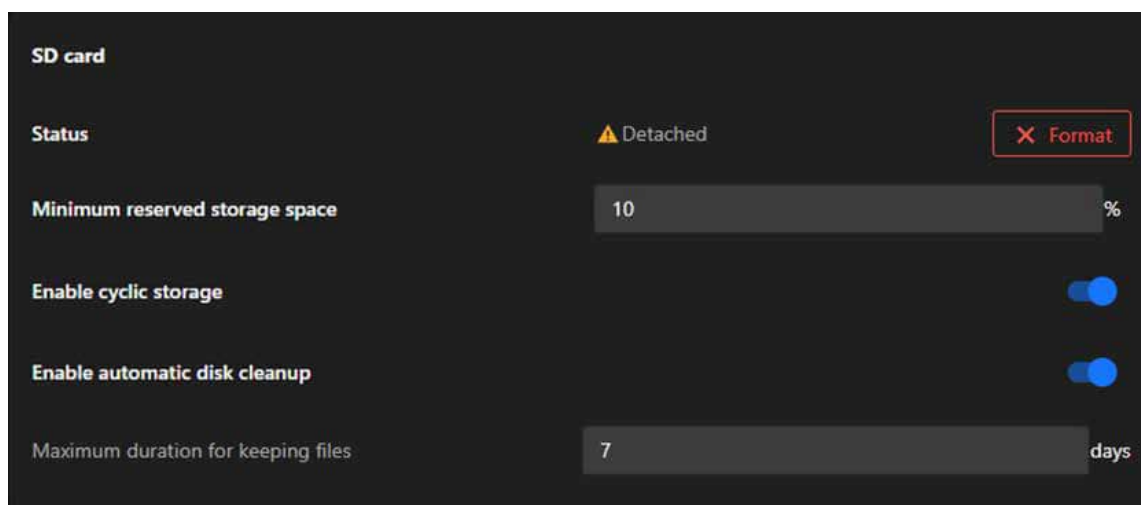 SD card
Status Detached Format
Minimum reserved storage space 10 %
Enable cyclic storage
Enable automatic disk cleanup
Maximum duration for keeping files 7 days